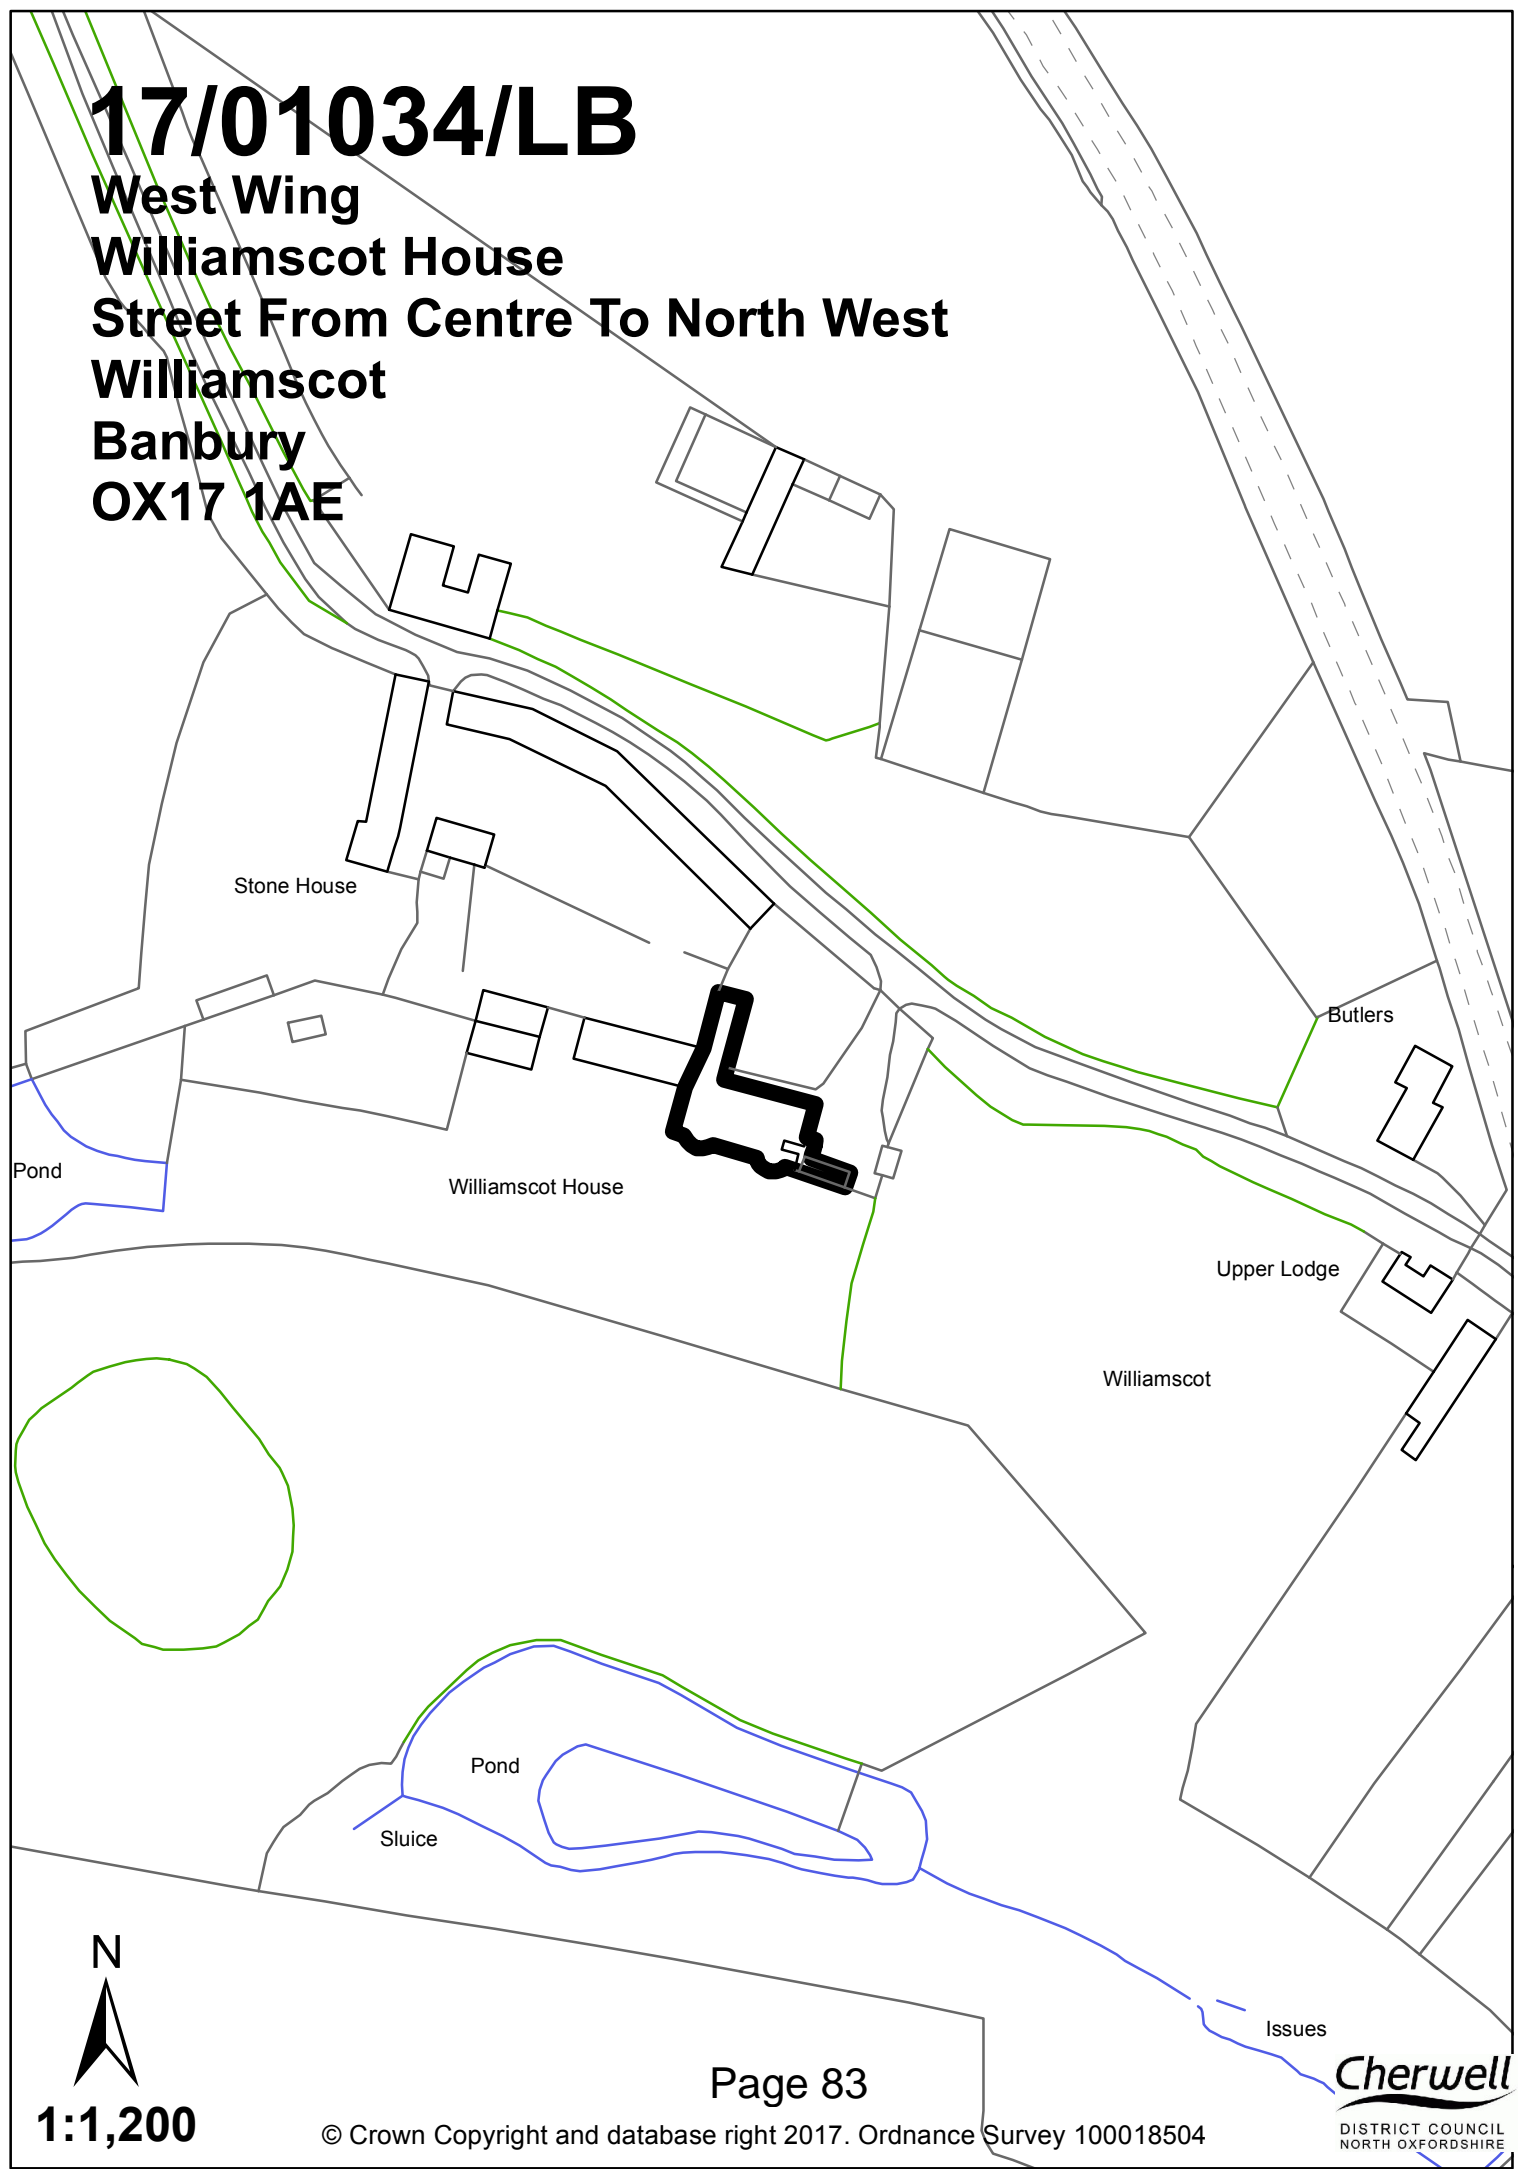 17/01034/LB
West Wing
Williamscot House
Street From Centre To North West
Williamscot
Banbury
OX17 1AE
Stone House
Butlers
Pond
Williamscot House
Upper Lodge
Williamscot
Pond
Sluice
N
Issues
Page 83
1:1,200
© Crown Copyright and database right 2017. Ordnance Survey 100018504
Cherwell
DISTRICT COUNCIL
NORTH OXFORDSHIRE